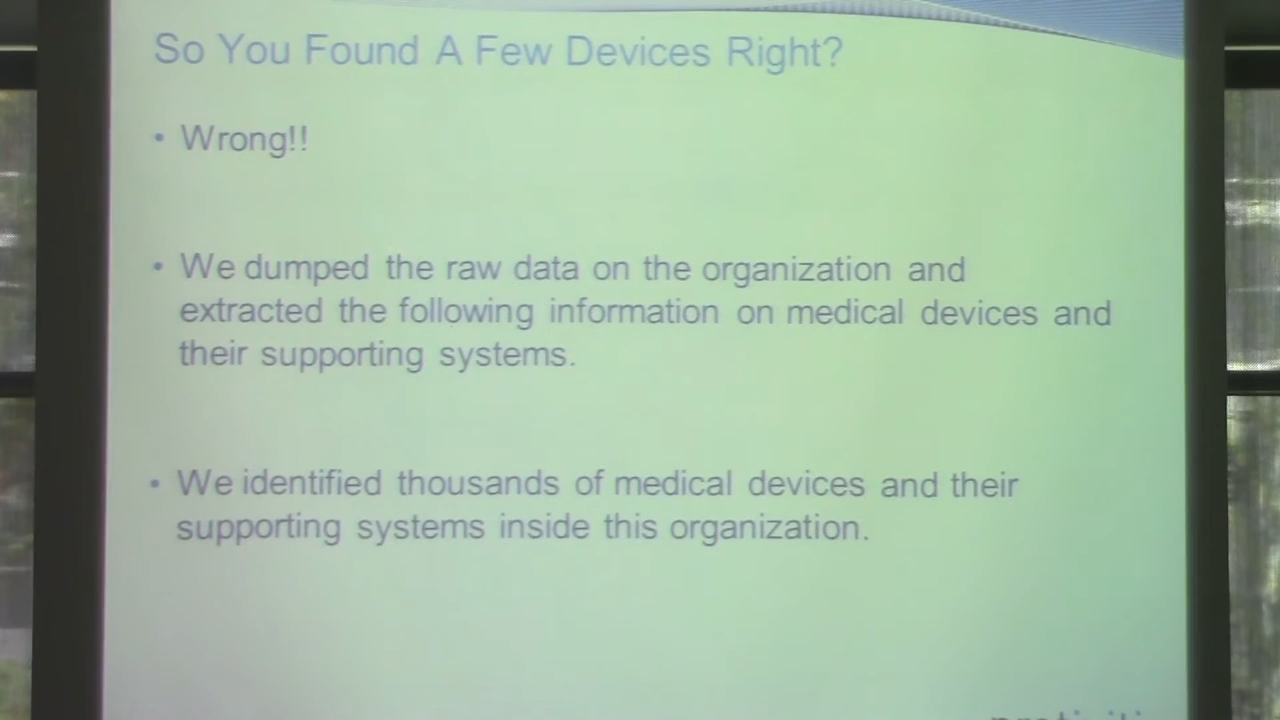 So You Found A Few Devices Right?
• Wrong!!
• We dumped the raw data on the organization and
extracted the following information on medical devices and
their supporting systems.
• We identified thousands of medical devices and their
supporting systems inside this organization.